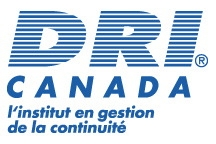 DRI®
CANADA
l'institut en gestion
de la continuité